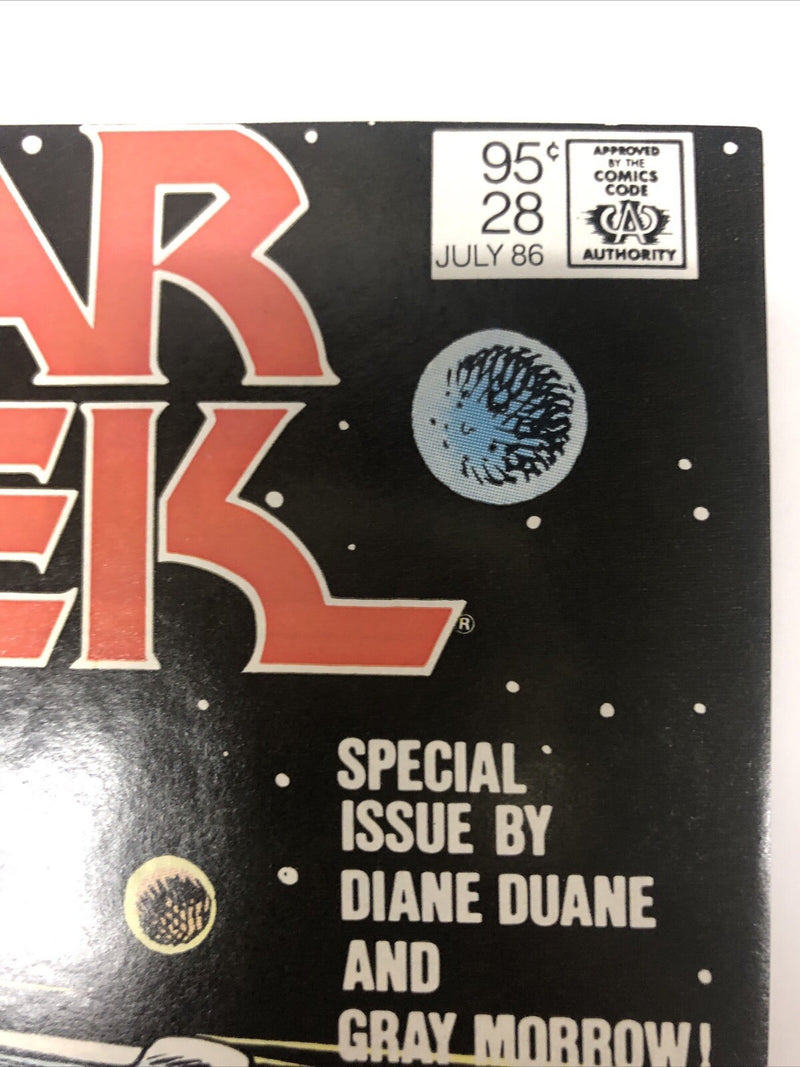 AR
EK®
95¢
28
JULY 86
APPROVED
BY THE
COMICS
CODE
CA
AUTHORITY
SPECIAL
ISSUE BY
DIANE DUANE
AND
GRAY MORROW!